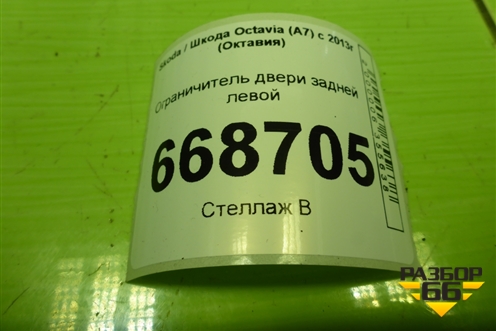 Skoda / Шкода Octavia (A7) с 2013г
(Октавия)
Ограничитель двери задней
левой
668705
Стеллаж В
РАЗБОР
66